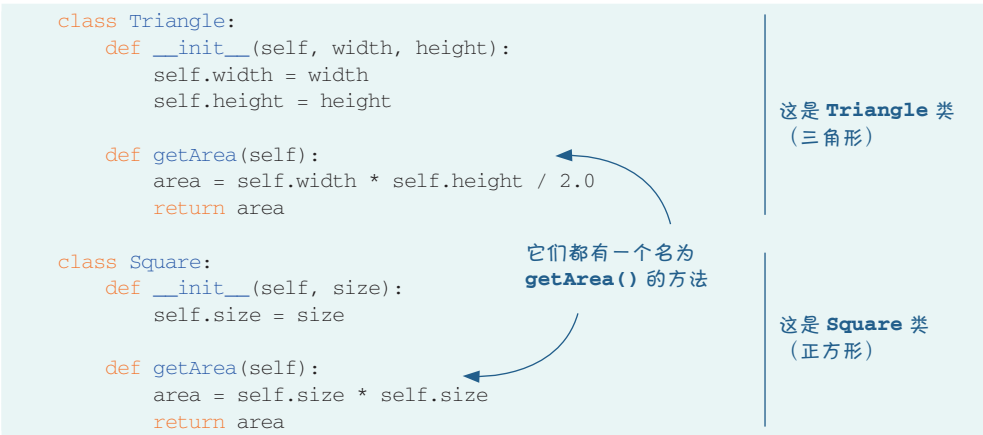 class Triangle:
    def __init__(self, width, height):
        self.width = width
        self.height = height
这是 Triangle 类
（三角形）
    def getArea(self):
        area = self.width * self.height / 2.0
        return area
它们都有一个名为
getArea() 的方法
class Square:
    def __init__(self, size):
        self.size = size
这是 Square 类
（正方形）
    def getArea(self):
        area = self.size * self.size
        return area